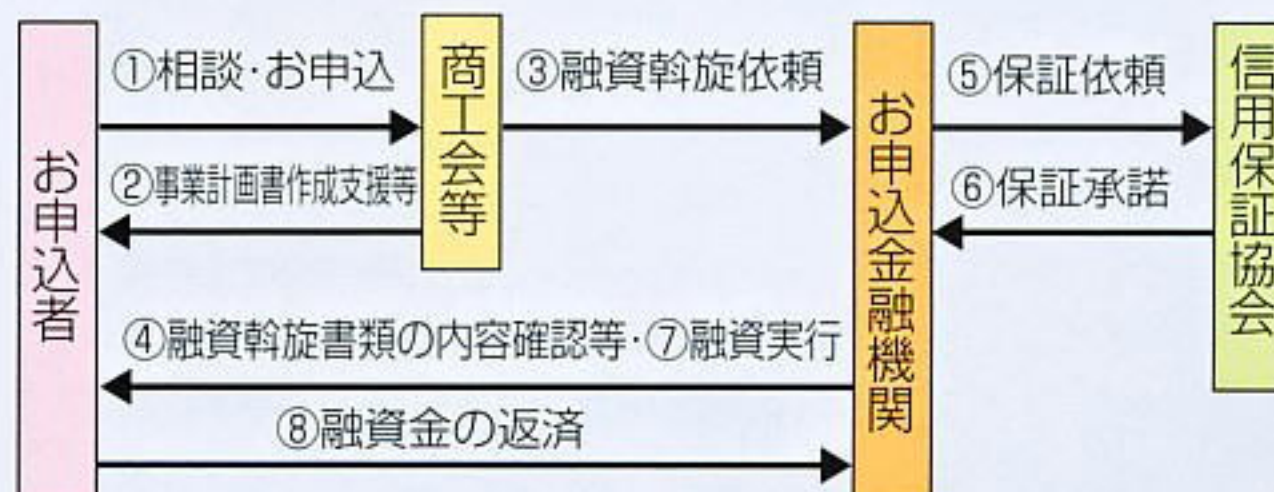 お申込者
①相談・お申込
②事業計画書作成支援等
商工会等
③融資斡旋依頼
④融資斡旋書類の内容確認等・⑦融資実行
⑧融資金の返済
お申込金融機関
⑤保証依頼
⑥保証承諾
信用保証協会